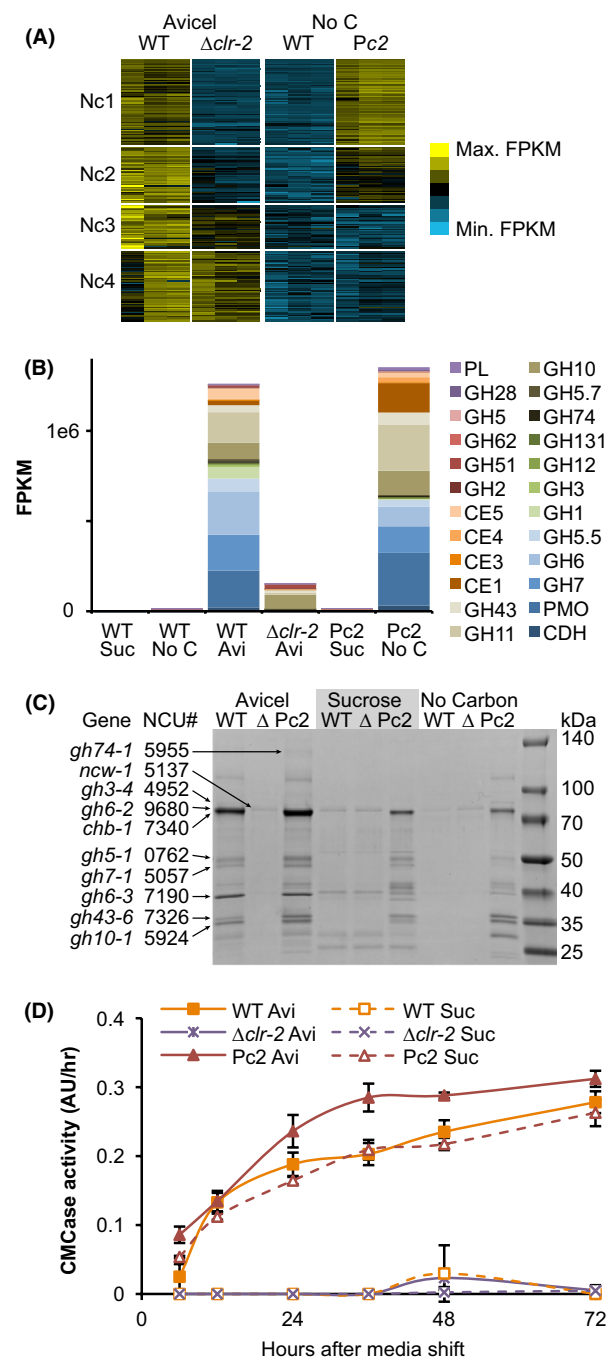 (A)
Avicel No C
WT Δclr-2 WT Pc2
Nc1
Nc2
Nc3
Nc4
Max. FPKM
Min. FPKM
(B)
FPKM
1e6
0
WT Suc
WT No C
WT Avi
Δclr-2 Avi
Pc2 Suc
Pc2 No C
PL GH10
GH28 GH5.7
GH5 GH74
GH62 GH131
GH51 GH12
GH2 GH3
CE5 GH1
CE4 GH5.5
CE3 GH6
CE1 GH7
GH43 PMO
GH11 CDH
(C)
Avicel Sucrose No Carbon
Gene NCU# WT Δ Pc2 WT Δ Pc2 WT Δ Pc2 kDa
gh74-1 5955
ncw-1 5137
gh3-4 4952
gh6-2 9680
chb-1 7340
gh5-1 0762
gh7-1 5057
gh6-3 7190
gh43-6 7326
gh10-1 5924
140
100
70
50
40
35
25
(D)
WT Avi WT Suc
Δclr-2 Avi Δclr-2 Suc
Pc2 Avi Pc2 Suc
CMCase activity (AU/hr)
0.4
0.3
0.2
0.1
0
0 24 48 72
Hours after media shift